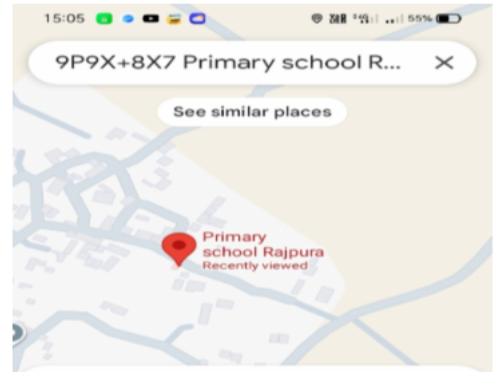 15:05 55%
9P9X+8X7 Primary school R...
See similar places
Primary
school Rajpura
Recently viewed